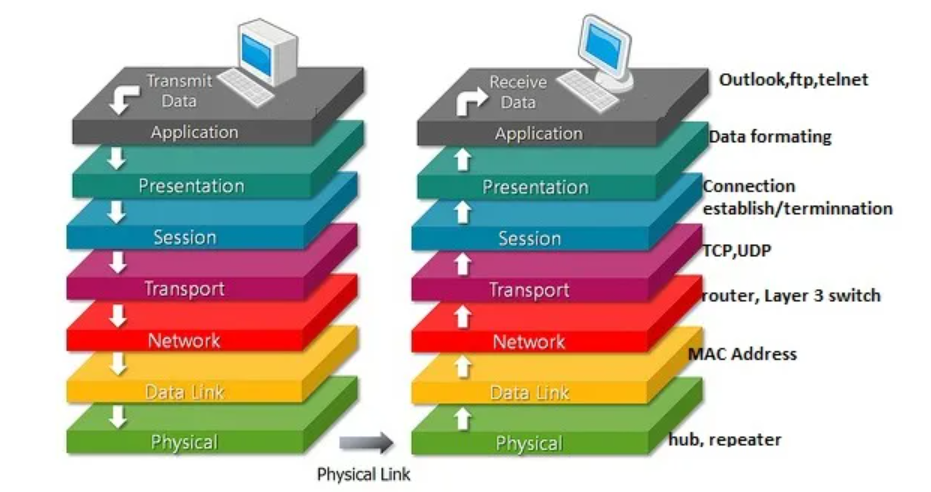 Transmit
Data
Application
Presentation
Session
Transport
Network
Data Link
Physical
Physical Link
Receive
Data
Application
Presentation
Session
Transport
Network
Data Link
Physical
Outlook,ftp,telnet
Data formating
Connection
establish/terminnation
TCP,UDP
router, Layer 3 switch
MAC Address
hub, repeater